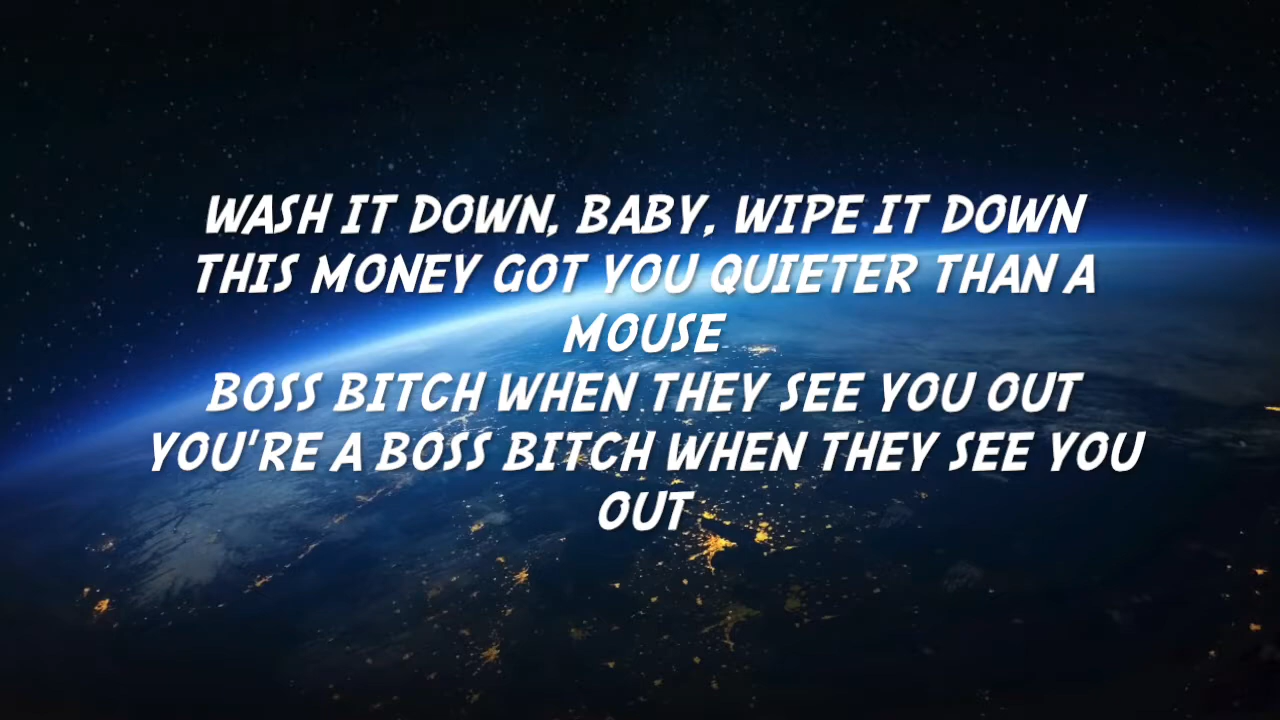 WASH IT DOWN, BABY, WIPE IT DOWN
THIS MONEY GOT YOU QUIETER THAN A
MOUSE
BOSS BITCH WHEN THEY SEE YOU OUT
YOU'RE A BOSS BITCH WHEN THEY SEE YOU
OUT